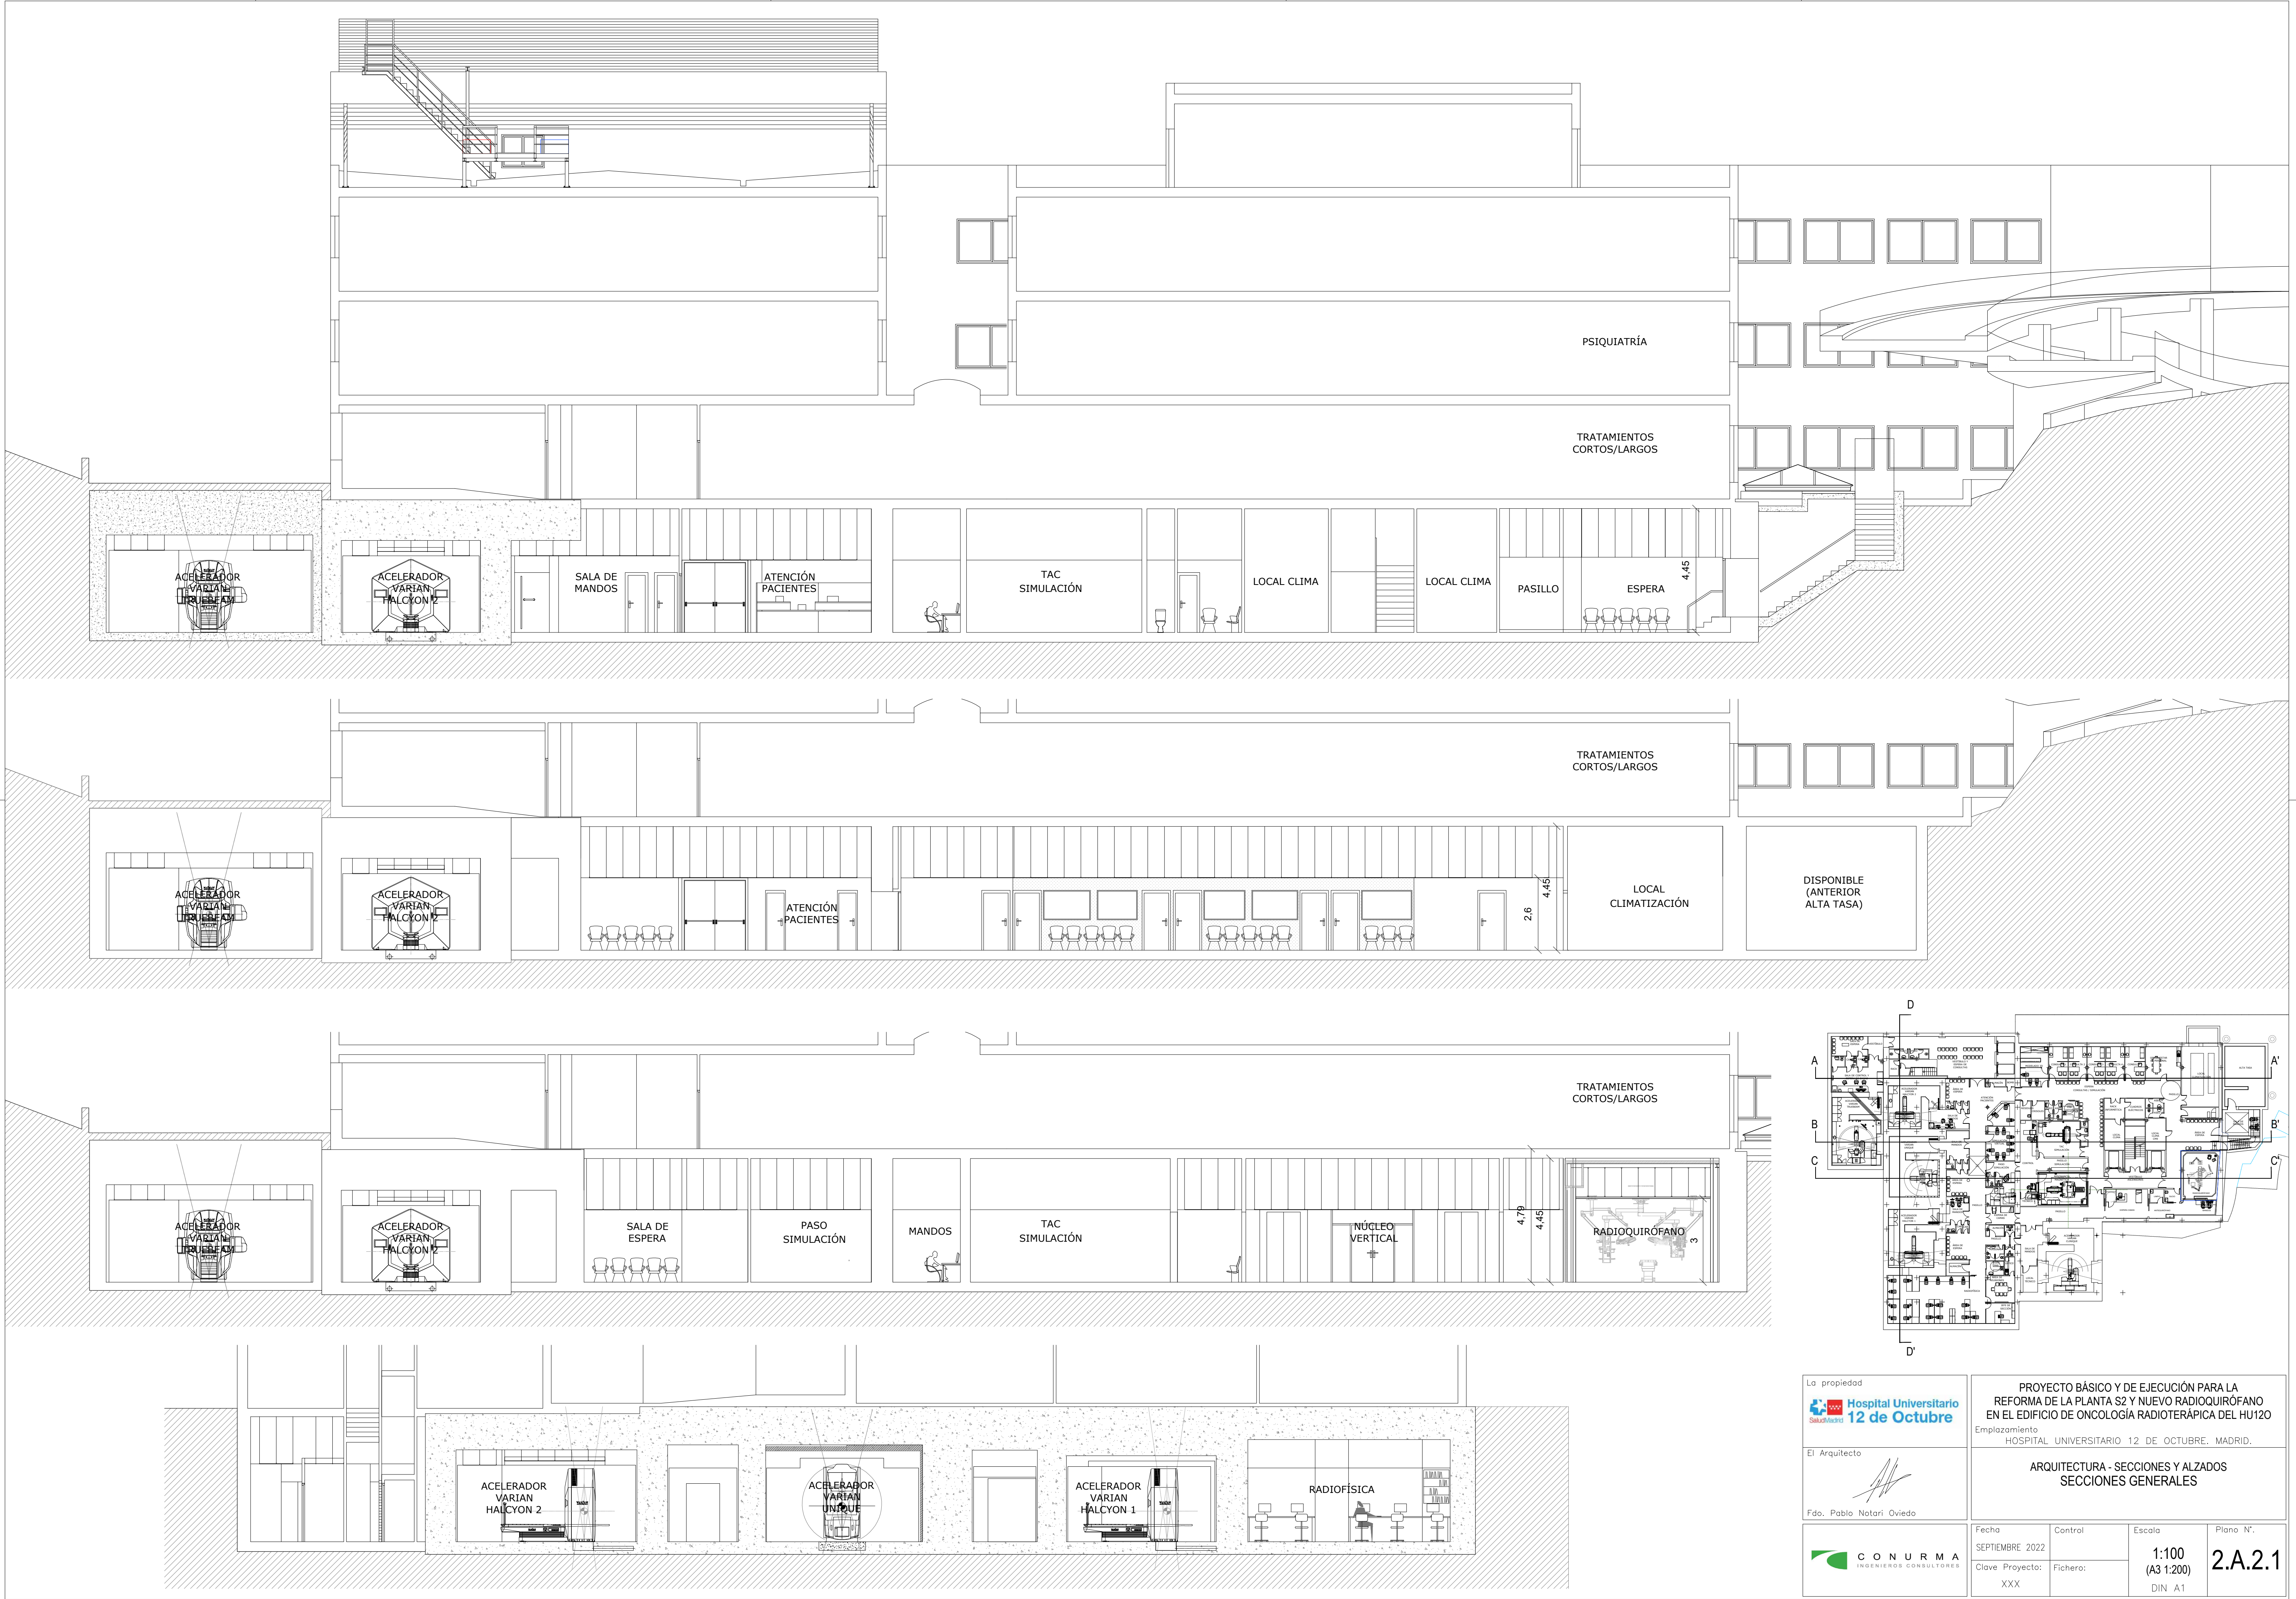 PSIQUIATRÍA
TRATAMIENTOS
CORTOS/LARGOS
ACELERADOR
VARIAN
TRUEBEAM
ACELERADOR
VARIAN
HALCYON 2
SALA DE
MANDOS
ATENCIÓN
PACIENTES
TAC
SIMULACIÓN
LOCAL CLIMA
LOCAL CLIMA
PASILLO
ESPERA
4,45
TRATAMIENTOS
CORTOS/LARGOS
ACELERADOR
VARIAN
TRUEBEAM
ACELERADOR
VARIAN
HALCYON 2
ATENCIÓN
PACIENTES
2,6
4,45
LOCAL
CLIMATIZACIÓN
DISPONIBLE
(ANTERIOR
ALTA TASA)
TRATAMIENTOS
CORTOS/LARGOS
ACELERADOR
VARIAN
TRUEBEAM
ACELERADOR
VARIAN
HALCYON 2
SALA DE
ESPERA
PASO
SIMULACIÓN
MANDOS
TAC
SIMULACIÓN
NÚCLEO
VERTICAL
4,79
4,45
RADIOQUIRÓFANO
3
D
A
A'
B
B'
C
C'
D'
ACELERADOR
VARIAN
HALCYON 2
ACELERADOR
VARIAN
UNIQUE
ACELERADOR
VARIAN
HALCYON 1
RADIOFÍSICA
La propiedad
SaludMadrid
Hospital Universitario
12 de Octubre
PROYECTO BÁSICO Y DE EJECUCIÓN PARA LA
REFORMA DE LA PLANTA S2 Y NUEVO RADIOQUIRÓFANO
EN EL EDIFICIO DE ONCOLOGÍA RADIOTERÁPICA DEL HU12O
Emplazamiento
HOSPITAL UNIVERSITARIO 12 DE OCTUBRE. MADRID.
El Arquitecto
Fdo. Pablo Notari Oviedo
ARQUITECTURA - SECCIONES Y ALZADOS
SECCIONES GENERALES
CONURMA
INGENIEROS CONSULTORES
Fecha
SEPTIEMBRE 2022
Control
Escala
1:100
(A3 1:200)
DIN A1
Plano N°.
2.A.2.1
Clave Proyecto:
XXX
Fichero: